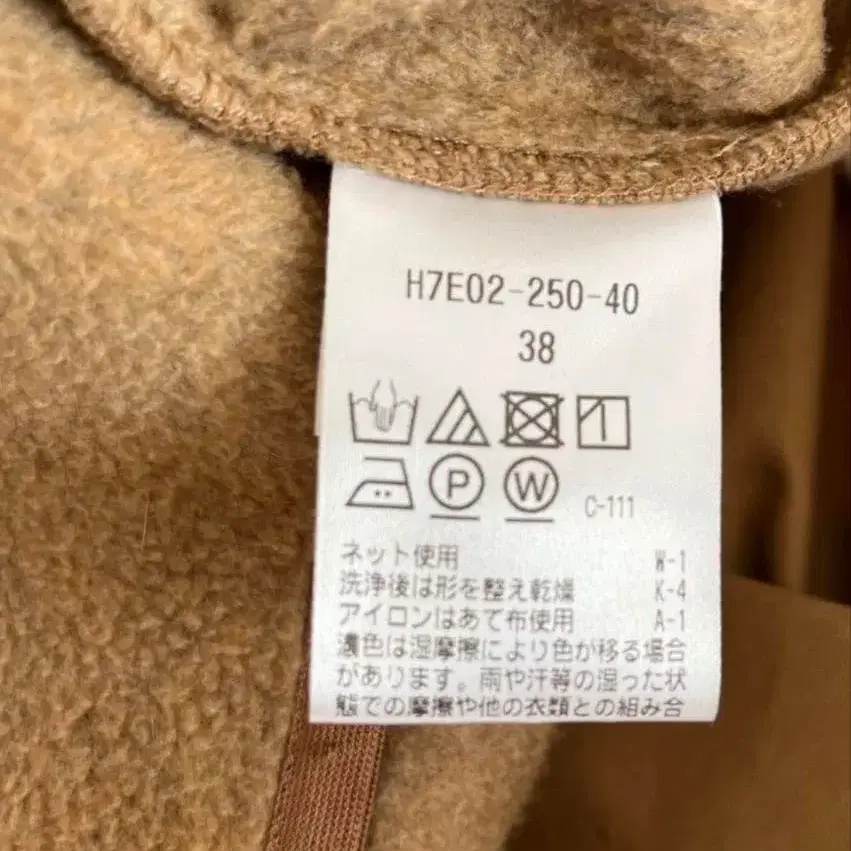 H7E02-250-40
38
P W C-111
ネット使用 W-1
洗浄後は形を整え乾燥 K-4
アイロンはあて布使用 A-1
濃色は湿摩擦により色が移る場合
があります。雨や汗等の湿った状
態での摩擦や他の衣類との組み合